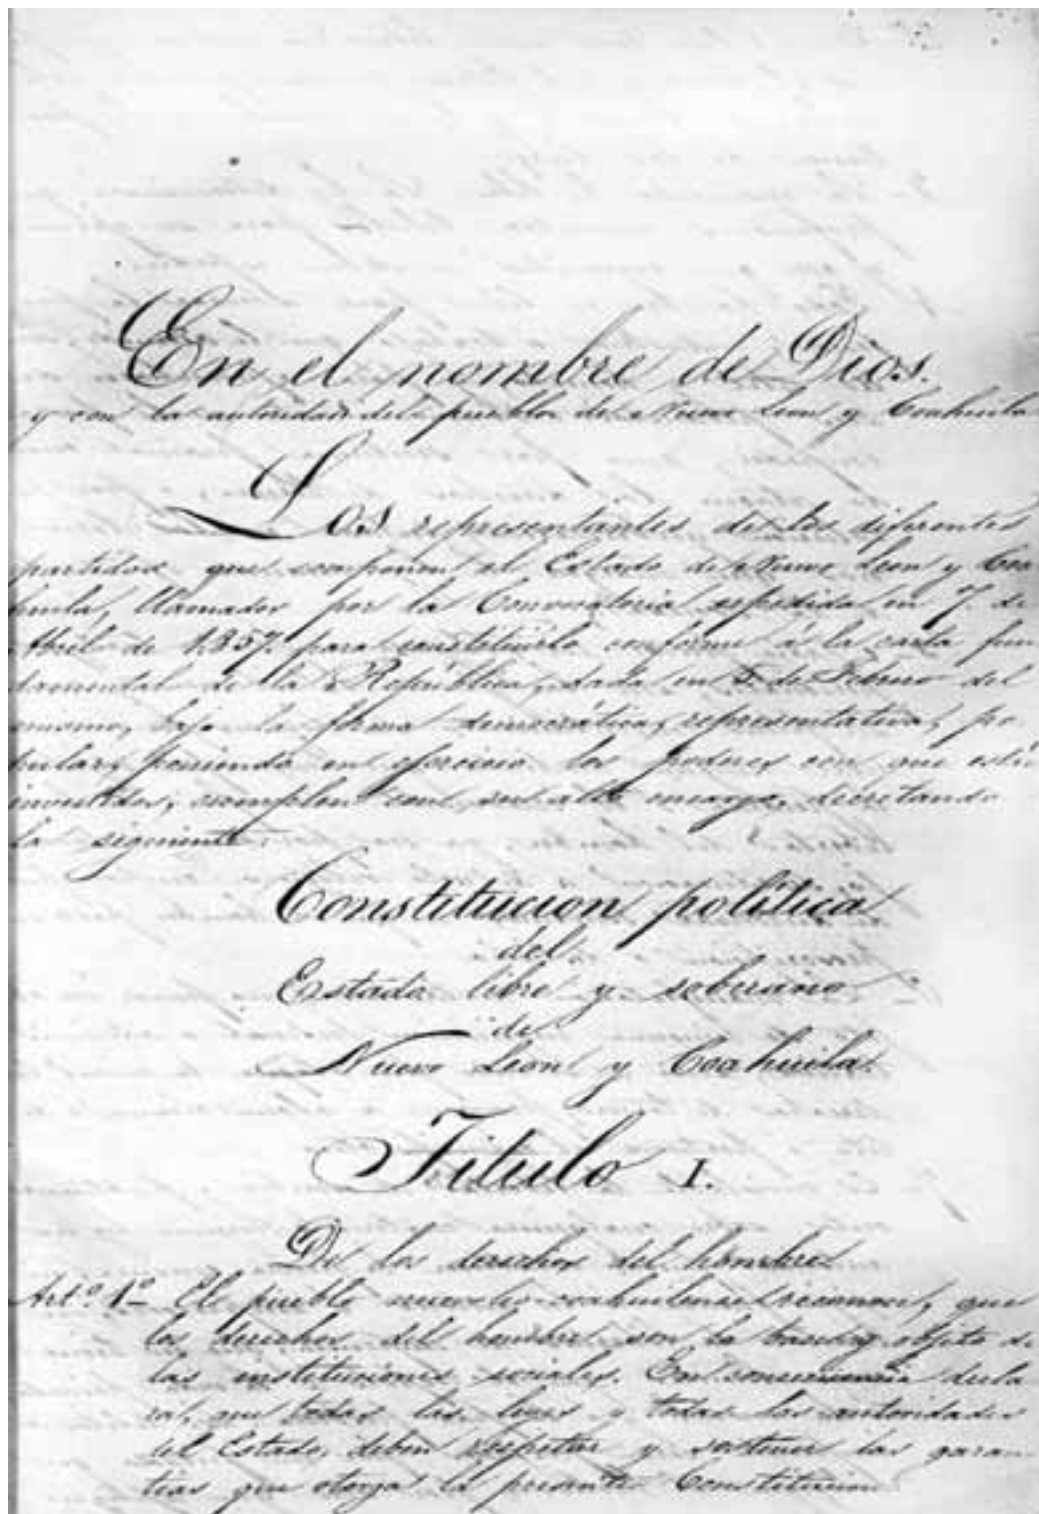 En el nombre de Dios.
y con la autoridad del pueblo de Nuevo Leon y Coahuila
Los representantes de los diferentes
partidos que componen el Estado de Nuevo Leon y Coa
huila, llamados por la Convocatoria expedida en 7. de
Abril de 1857. para constituirlo conforme á la carta fun
damental de la República, dada en 5 de Febrero del
mismo, bajo la forma democrática, representativa, po
pular, poniendo en ejercicio los poderes con que están
investidos, cumplen con su alto encargo, decretando
la siguiente.
Constitucion política
del
Estado libre y soberano
de
Nuevo Leon y Coahuila.
Titulo I.
De los derechos del hombre
Art.º 1º El pueblo nuevoleo-coahuilense reconoce, que
los derechos del hombre son la base y objeto de
las instituciones sociales. En consecuencia decla
ra, que todas las leyes y todas las autoridades
del Estado, deben respetar y sostener las garan
tias que otorga la presente Constitucion